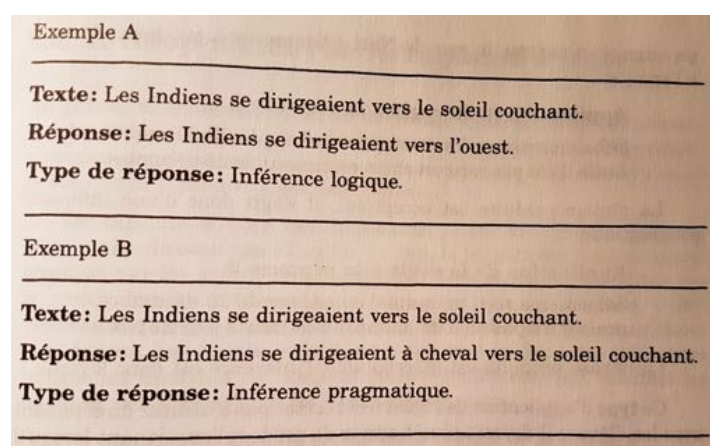 Exemple A
Texte: Les Indiens se dirigeaient vers le soleil couchant.
Réponse: Les Indiens se dirigeaient vers l'ouest.
Type de réponse: Inférence logique.
Exemple B
Texte: Les Indiens se dirigeaient vers le soleil couchant.
Réponse: Les Indiens se dirigeaient à cheval vers le soleil couchant.
Type de réponse: Inférence pragmatique.